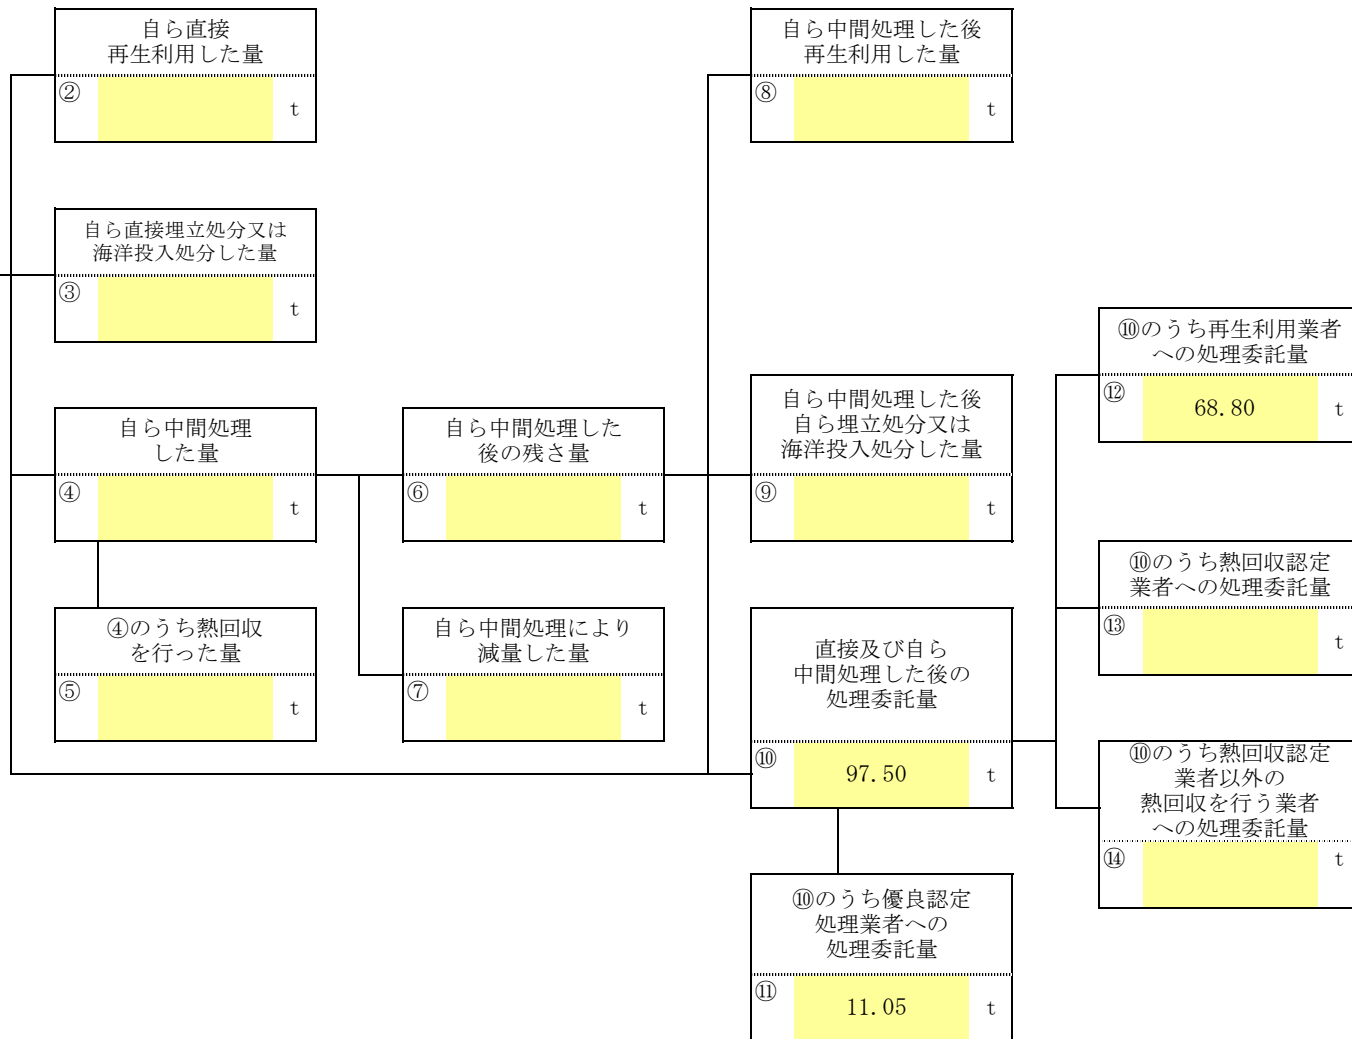 自ら直接
再生利用した量
②
t
自ら中間処理した後
再生利用した量
⑧
t
自ら直接埋立処分又は
海洋投入処分した量
③
t
⑩のうち再生利用業者
への処理委託量
⑫
68.80
t
自ら中間処理
した量
④
t
自ら中間処理した
後の残さ量
⑥
t
自ら中間処理した後
自ら埋立処分又は
海洋投入処分した量
⑨
t
⑩のうち熱回収認定
業者への処理委託量
⑬
t
④のうち熱回収
を行った量
⑤
t
自ら中間処理により
減量した量
⑦
t
直接及び自ら
中間処理した後の
処理委託量
⑩
97.50
t
⑩のうち熱回収認定
業者以外の
熱回収を行う業者
への処理委託量
⑭
t
⑩のうち優良認定
処理業者への
処理委託量
⑪
11.05
t